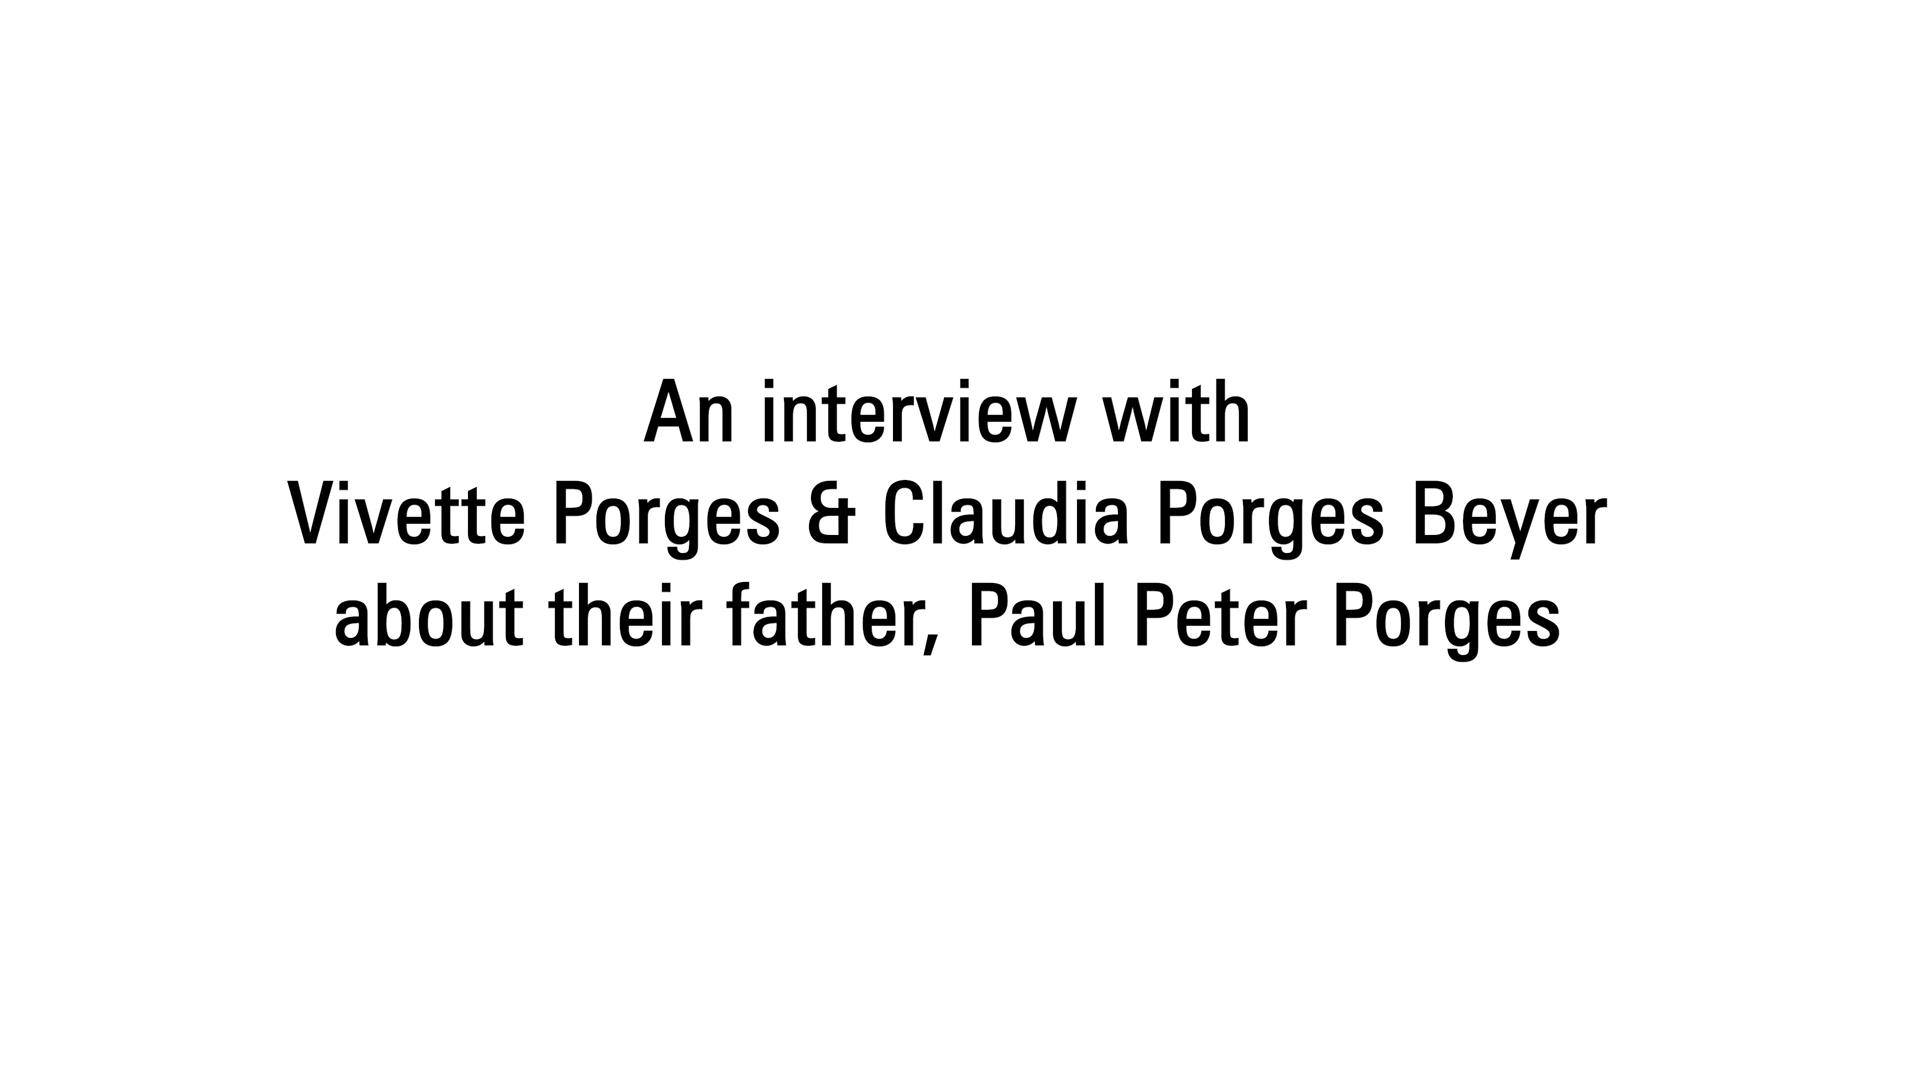 An interview with
Vivette Porges & Claudia Porges Beyer
about their father, Paul Peter Porges